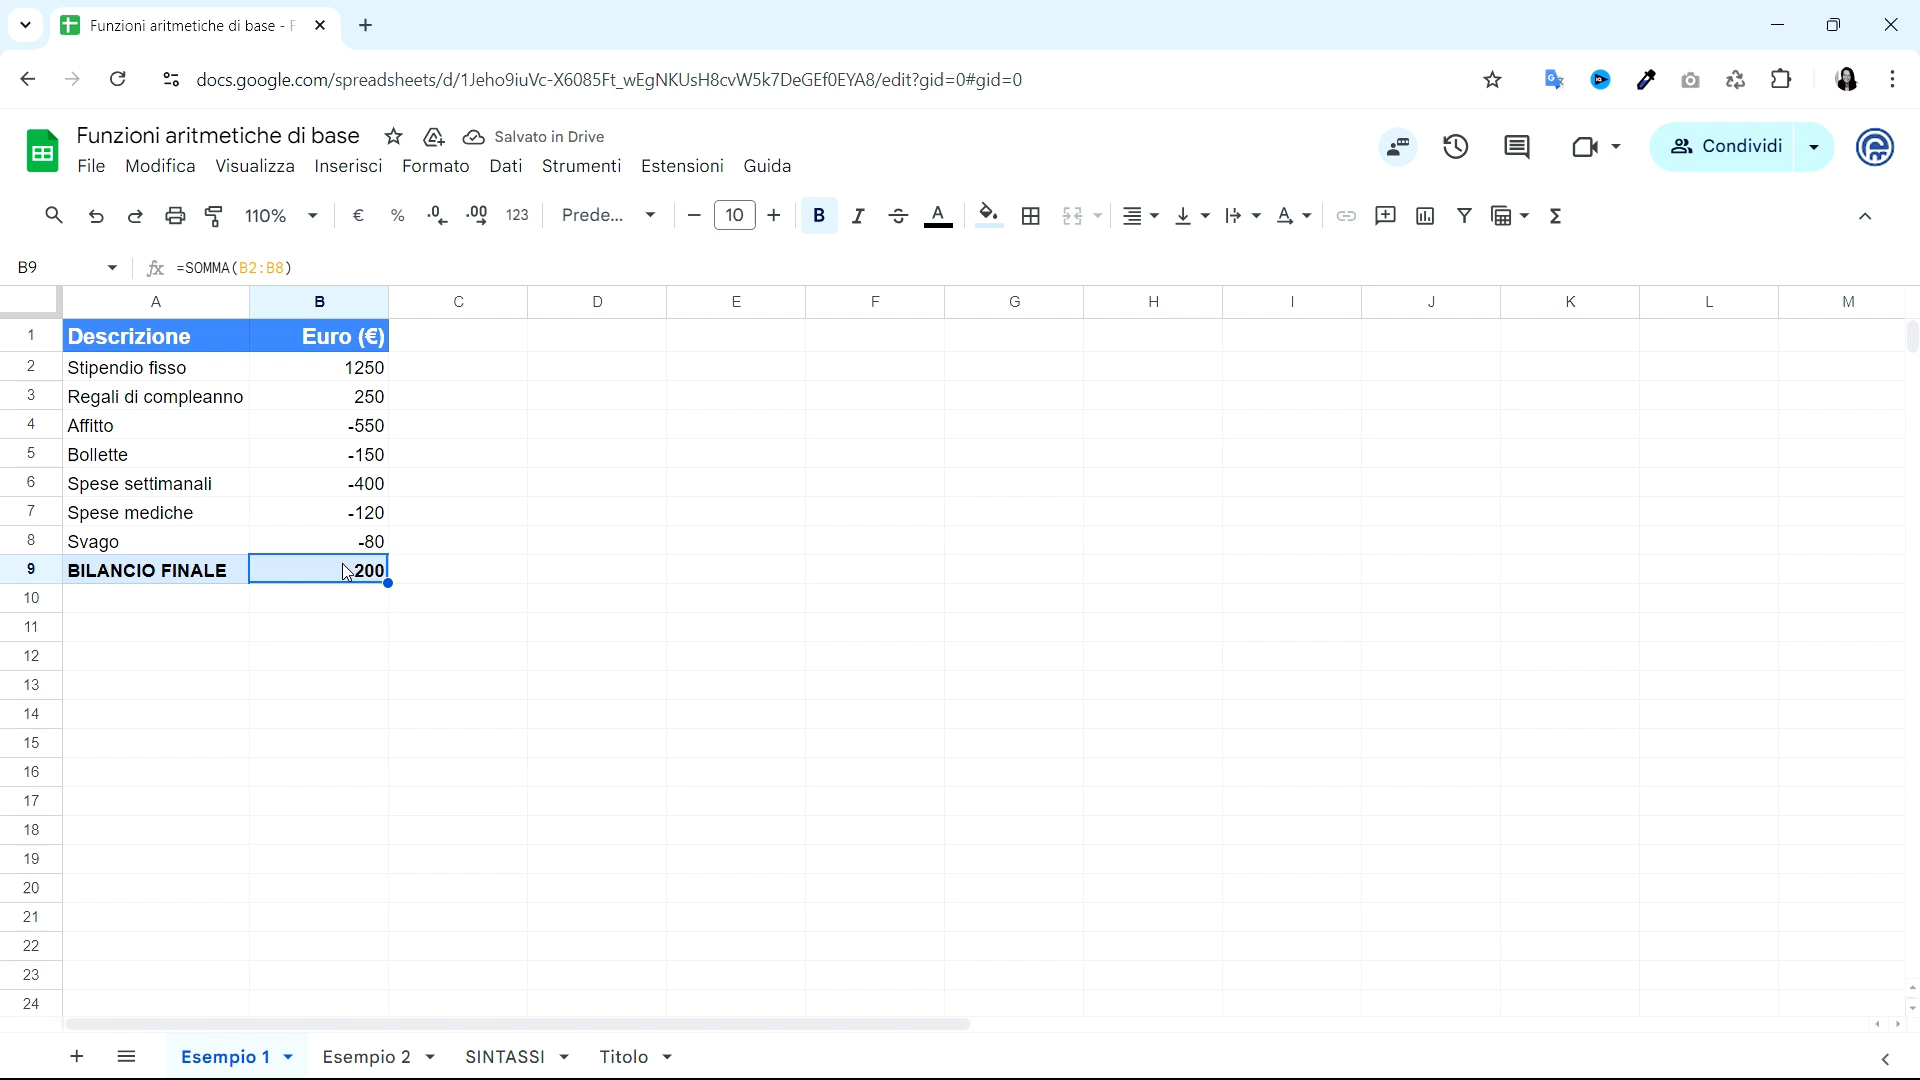 Funzioni aritmetiche di base - F
docs.google.com/spreadsheets/d/1Jeho9iuVc-X6085Ft_wEgNKUsH8cvW5k7DeGEf0EYA8/edit?gid=0#gid=0
Funzioni aritmetiche di base Salvato in Drive
File Modifica Visualizza Inserisci Formato Dati Strumenti Estensioni Guida
Condividi
110% € % .0 .00 123 Prede... 10 B I S A Σ
B9 fx =SOMMA(B2:B8)
A B C D E F G H I J K L M
1 Descrizione Euro (€)
2 Stipendio fisso 1250
3 Regali di compleanno 250
4 Affitto -550
5 Bollette -150
6 Spese settimanali -400
7 Spese mediche -120
8 Svago -80
9 BILANCIO FINALE 200
10
11
12
13
14
15
16
17
18
19
20
21
22
23
24
Esempio 1 Esempio 2 SINTASSI Titolo